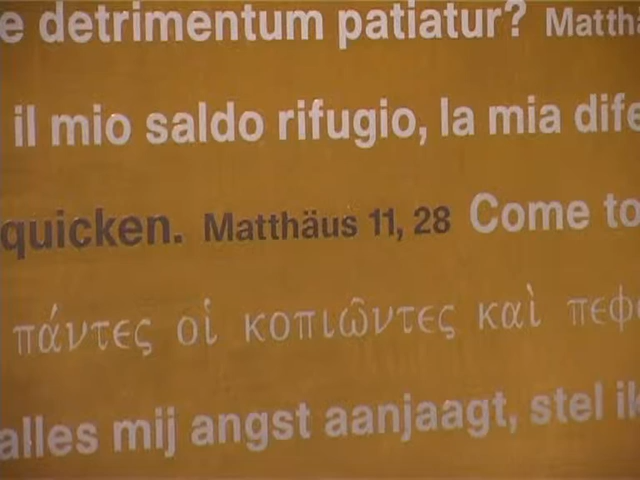 e detrimentum patiatur? Matth
il mio saldo rifugio, la mia dife
quicken. Matthäus 11, 28 Come to
πάντες οἱ κοπιῶντες καὶ πεφ
alles mij angst aanjaagt, stel ik